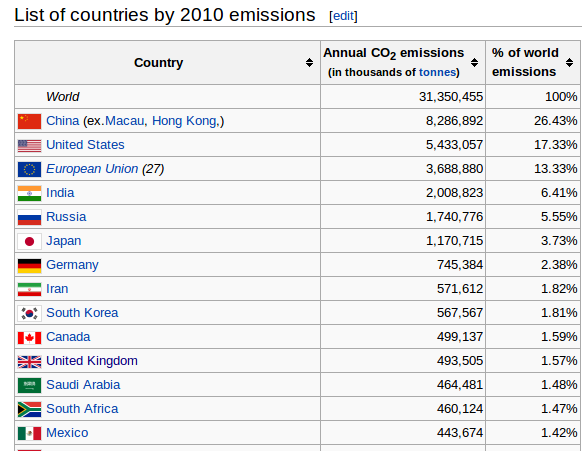 List of countries by 2010 emissions [edit]
Country Annual CO2 emissions (in thousands of tonnes) % of world emissions
World 31,350,455 100%
China (ex.Macau, Hong Kong,) 8,286,892 26.43%
United States 5,433,057 17.33%
European Union (27) 3,688,880 13.33%
India 2,008,823 6.41%
Russia 1,740,776 5.55%
Japan 1,170,715 3.73%
Germany 745,384 2.38%
Iran 571,612 1.82%
South Korea 567,567 1.81%
Canada 499,137 1.59%
United Kingdom 493,505 1.57%
Saudi Arabia 464,481 1.48%
South Africa 460,124 1.47%
Mexico 443,674 1.42%